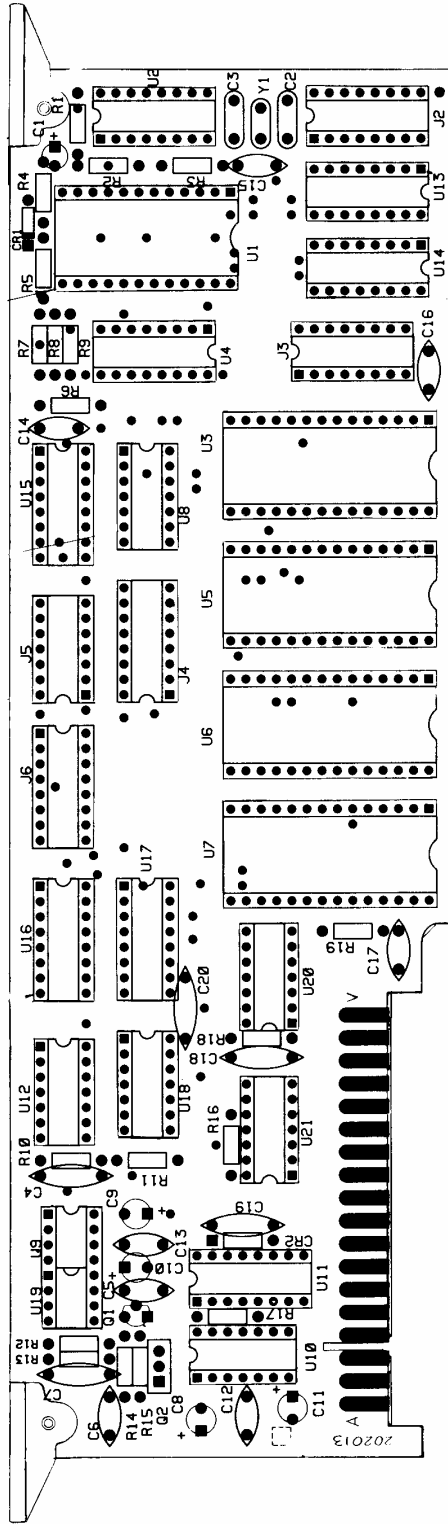 U2
C3
Y1
C2
J2
R1
C1
+
R2
R3
C15
U13
R4
CR1
R5
U1
U14
R7
R8
R9
U4
J3
C16
R6
C14
U15
U8
U3
J5
J4
U5
J6
U6
U17
U7
U16
C20
U20
R19
C17
V
U12
U18
R18
C18
R16
U21
R10
R11
C4
C9
+
C13
C19
CR2
U9
U19
C5
+
C10
Q1
U11
R17
R12
R13
C7
C6
R14
R15
Q2
C8
+
C12
U10
+
C11
A
202013